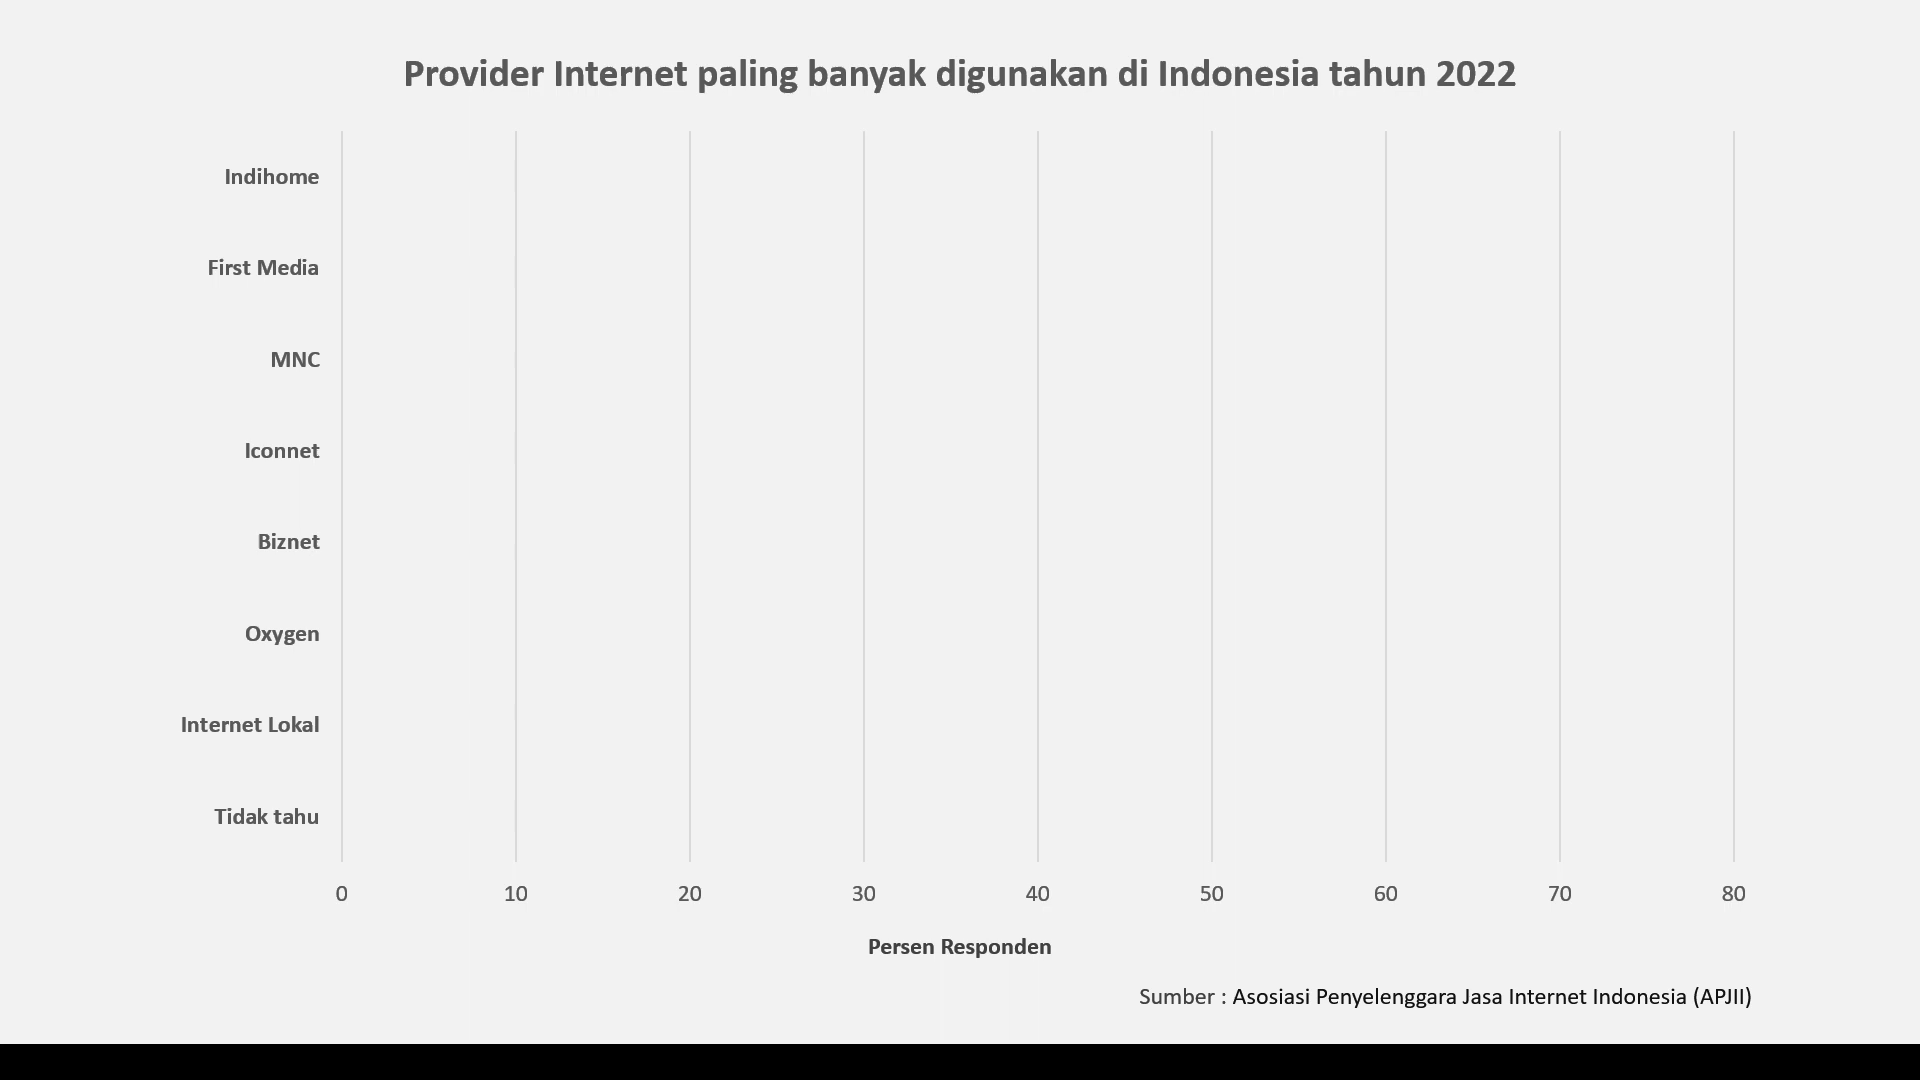 Provider Internet paling banyak digunakan di Indonesia tahun 2022
Indihome
First Media
MNC
Iconnet
Biznet
Oxygen
Internet Lokal
Tidak tahu
0 10 20 30 40 50 60 70 80
Persen Responden
Sumber : Asosiasi Penyelenggara Jasa Internet Indonesia (APJII)